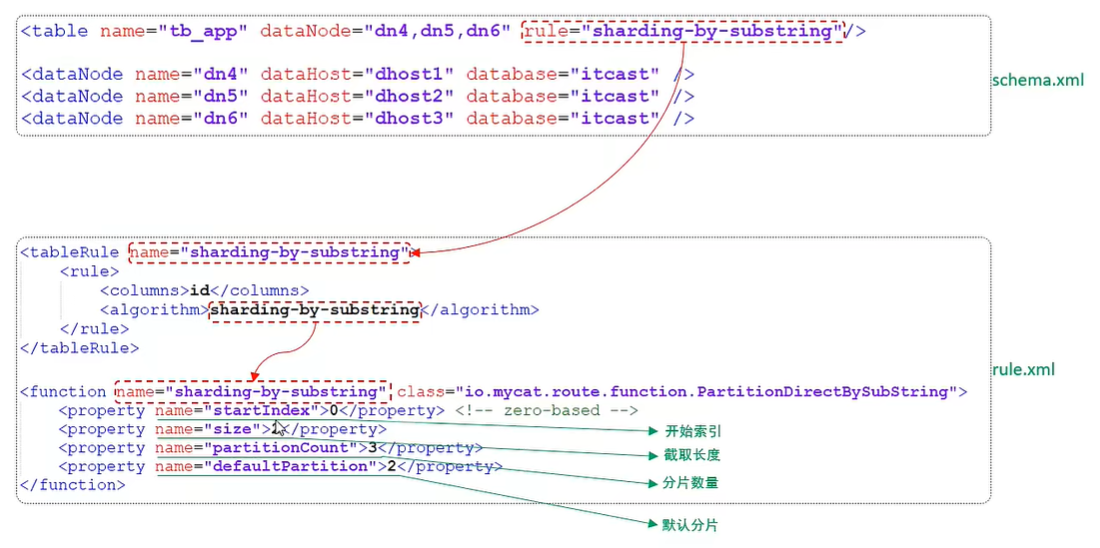 <table name="tb_app" dataNode="dn4,dn5,dn6" rule="sharding-by-substring"/>
<dataNode name="dn4" dataHost="dhost1" database="itcast" />
<dataNode name="dn5" dataHost="dhost2" database="itcast" />
<dataNode name="dn6" dataHost="dhost3" database="itcast" />
schema.xml
<tableRule name="sharding-by-substring">
<rule>
<columns>id</columns>
<algorithm>sharding-by-substring</algorithm>
</rule>
</tableRule>
rule.xml
<function name="sharding-by-substring" class="io.mycat.route.function.PartitionDirectBySubString">
<property name="startIndex">0</property> <!-- zero-based -->
<property name="size"></property>
<property name="partitionCount">3</property>
<property name="defaultPartition">2</property>
</function>
开始索引
截取长度
分片数量
默认分片